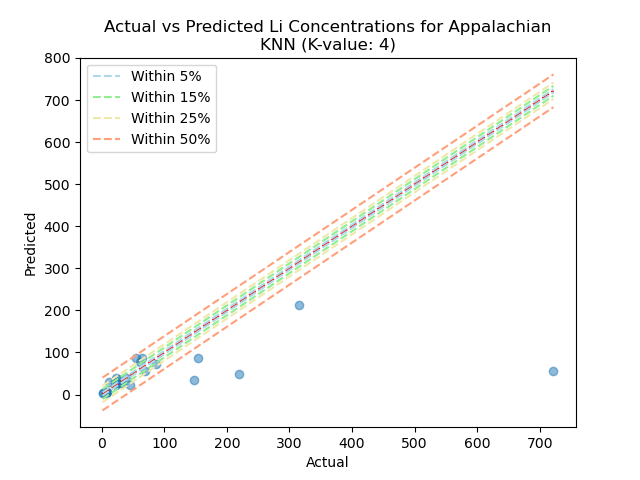 Actual vs Predicted Li Concentrations for Appalachian
KNN (K-value: 4)
800
700
600
500
400
300
200
100
0
Predicted
Within 5%
Within 15%
Within 25%
Within 50%
0 100 200 300 400 500 600 700
Actual